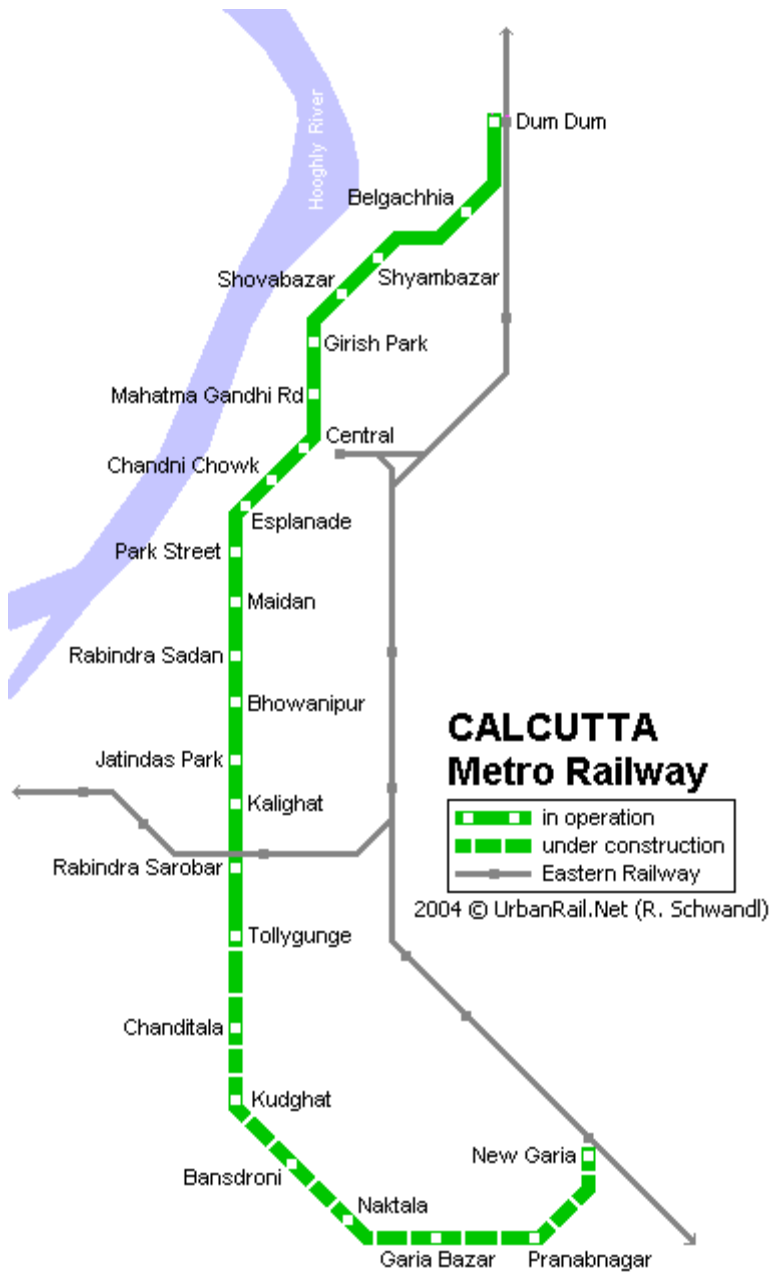 Dum Dum
Hooghly River
Belgachhia
Shovabazar
Shyambazar
Girish Park
Mahatma Gandhi Rd
Central
Chandni Chowk
Esplanade
Park Street
Maidan
Rabindra Sadan
Bhowanipur
CALCUTTA
Metro Railway
Jatindas Park
Kalighat
in operation
under construction
Eastern Railway
Rabindra Sarobar
2004 © UrbanRail.Net (R. Schwandl)
Tollygunge
Chanditala
Kudghat
New Garia
Bansdroni
Naktala
Garia Bazar
Pranabnagar